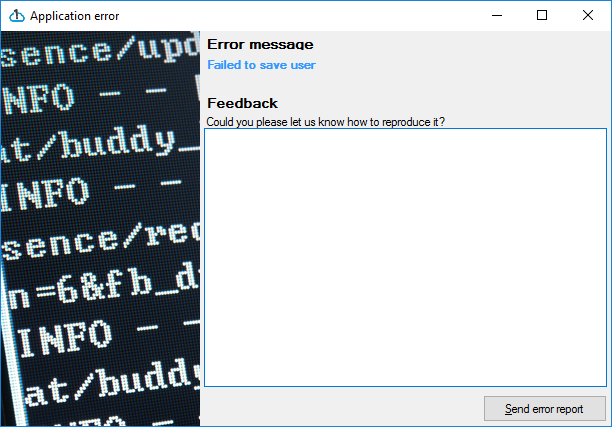 Application error
sence/upd
INFO - -
at/buddy_
INFO - -
sence/rec
n=6&fb_d
INFO - -
at/buddy
INFO
Error message
Failed to save user
Feedback
Could you please let us know how to reproduce it?
Send error report